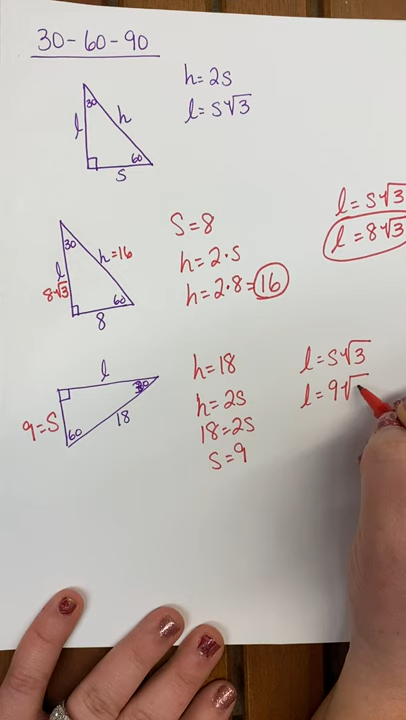 30-60-90
30
l
h
60
s
h=2s
l=s√3
30
l
h=16
8√3
60
8
S=8
h=2·s
h=2·8=16
l=s√3
l=8√3
l
30
9=S
60
18
h=18
h=2s
18=2s
s=9
l=s√3
l=9√